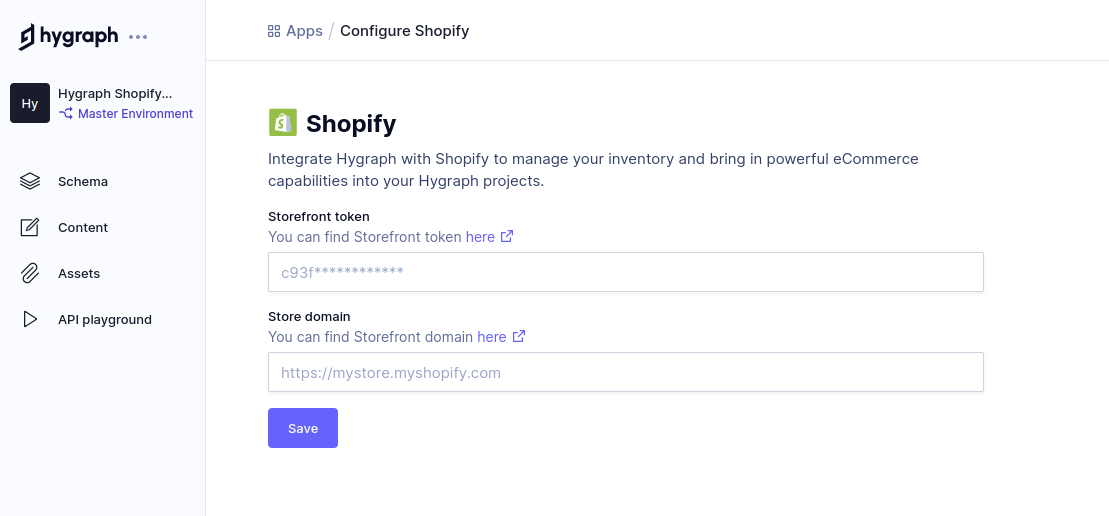 hygraph
Hy
Hygraph Shopify...
Master Environment
Schema
Content
Assets
API playground
Apps / Configure Shopify
Shopify
Integrate Hygraph with Shopify to manage your inventory and bring in powerful eCommerce
capabilities into your Hygraph projects.
Storefront token
You can find Storefront token here
c93f************
Store domain
You can find Storefront domain here
https://mystore.myshopify.com
Save